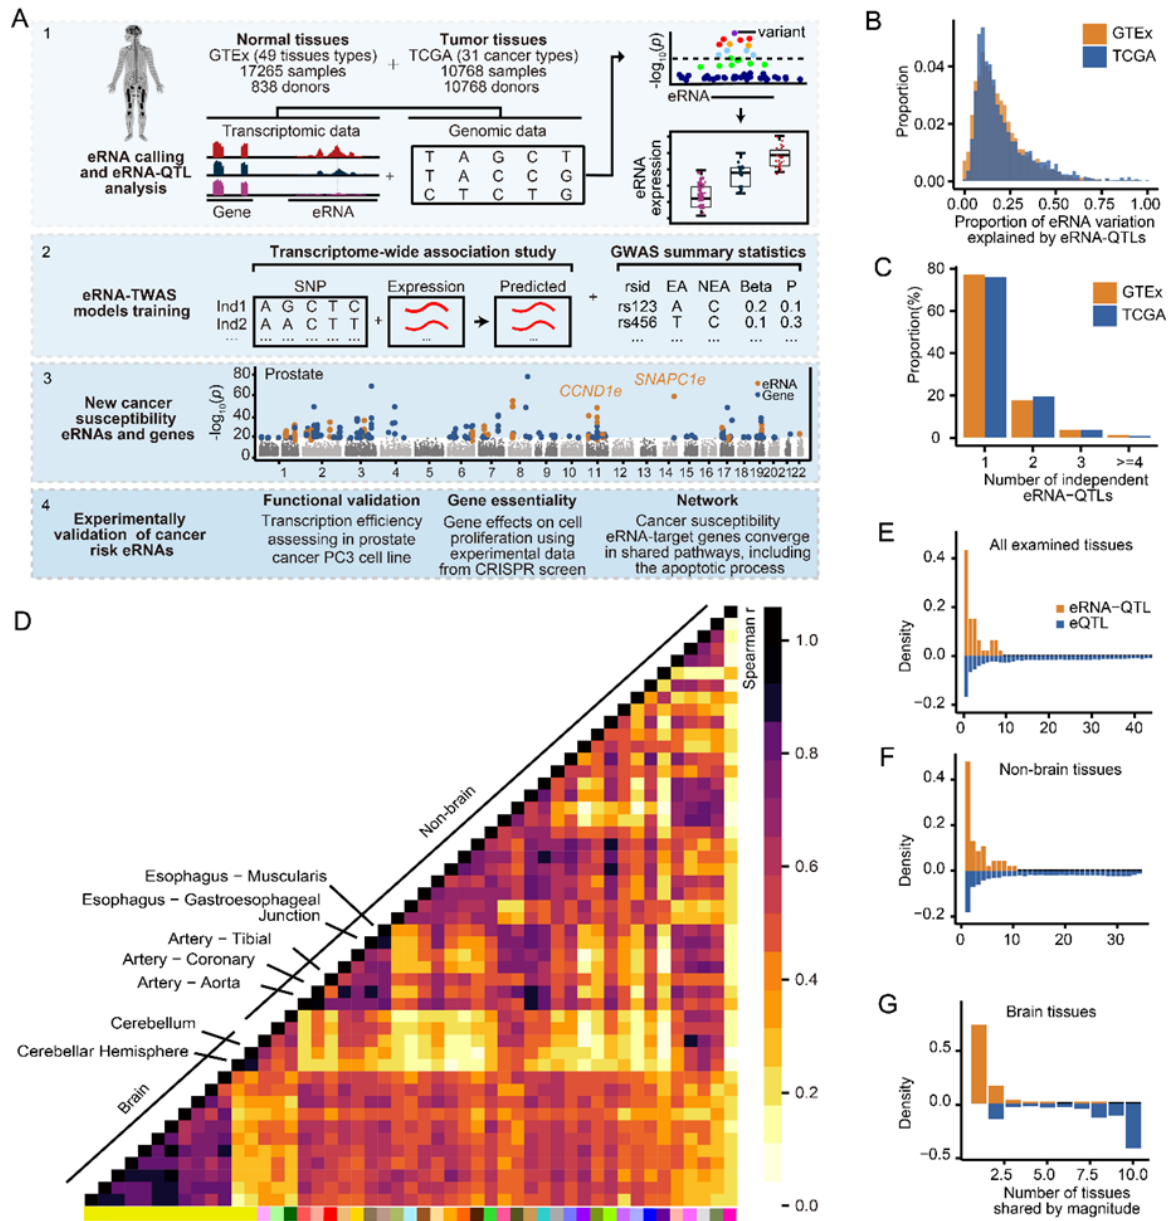 A
1
Normal tissues
GTEx (49 tissues types)
17265 samples
838 donors
+
Tumor tissues
TCGA (31 cancer types)
10768 samples
10768 donors
Transcriptomic data
Genomic data
eRNA calling
and eRNA-QTL
analysis
Gene
eRNA
+
T A G C T
T A C C G
C T C T G
-log10(p)
variant
eRNA
eRNA
expression
2
eRNA-TWAS
models training
Transcriptome-wide association study
SNP
Expression
Predicted
Ind1
A G C T C
Ind2
A A C T T
...
...
+
...
...
+
GWAS summary statistics
rsid EA NEA Beta P
rs123 A C 0.2 0.1
rs456 T C 0.1 0.3
... ... ... ... ...
3
New cancer
susceptibility
eRNAs and genes
-log10(p)
80
60
40
20
20
0
Prostate
CCND1e
SNAPC1e
eRNA
Gene
1 2 3 4 5 6 7 8 9 10 11 12 13 14 15 16 17 18 19 20 21 22
4
Experimentally
validation of cancer
risk eRNAs
Functional validation
Transcription efficiency
assessing in prostate
cancer PC3 cell line
Gene essentiality
Gene effects on cell
proliferation using
experimental data
from CRISPR screen
Network
Cancer susceptibility
eRNA-target genes converge
in shared pathways, including
the apoptotic process
B
GTEx
TCGA
Proportion
0.04
0.02
0.00
0.00 0.25 0.50 0.75 1.00
Proportion of eRNA variation
explained by eRNA-QTLs
C
GTEx
TCGA
Proportion(%)
80
60
40
20
0
1 2 3 >=4
Number of independent
eRNA−QTLs
D
Non-brain
Esophagus − Muscularis
Esophagus − Gastroesophageal
Junction
Artery − Tibial
Artery − Coronary
Artery − Aorta
Cerebellum
Cerebellar Hemisphere
Brain
Spearman r
1.0
0.8
0.6
0.4
0.2
0.0
E
All examined tissues
eRNA−QTL
eQTL
Density
0.4
0.2
0.0
−0.2
0 10 20 30 40
F
Non-brain tissues
Density
0.4
0.2
0.0
−0.2
0 10 30
G
Brain tissues
Density
0.5
0.0
−0.5
2.5 5.0 7.5 10.0
Number of tissues
shared by magnitude